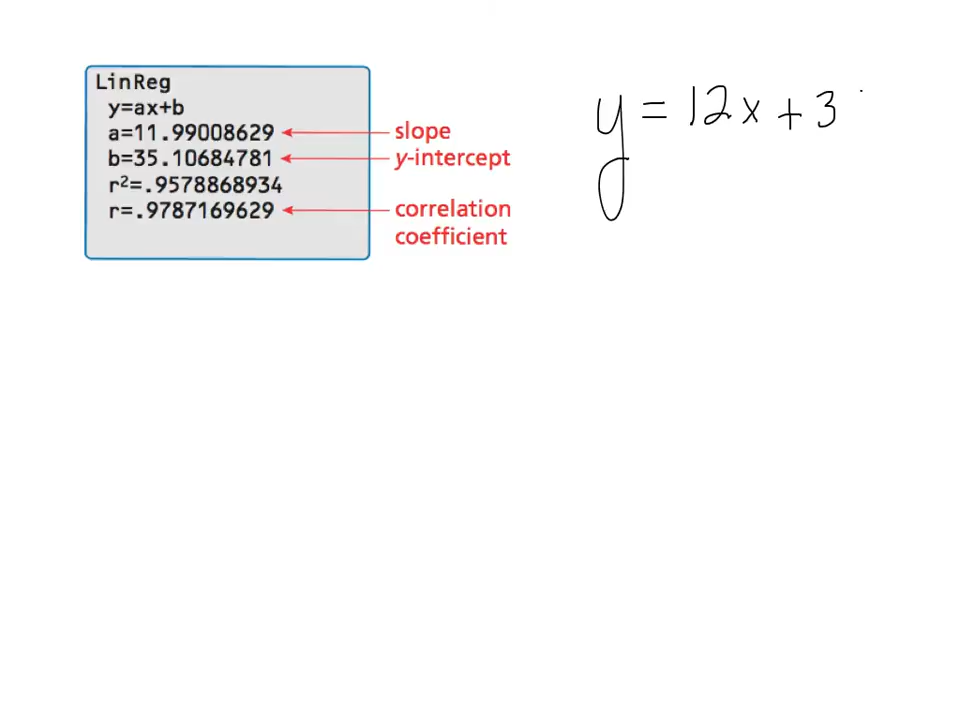 LinReg
y=ax+b
a=11.99008629
b=35.10684781
r²=.9578868934
r=.9787169629
slope
y-intercept
correlation
coefficient
y = 12x + 3